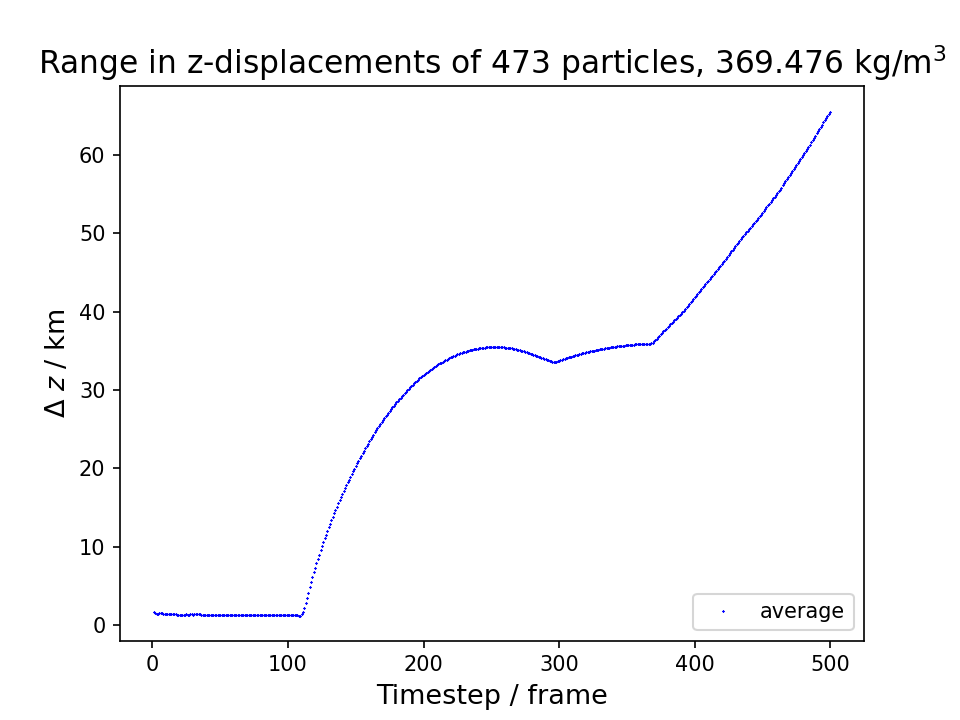 Range in z-displacements of 473 particles, 369.476 kg/m³
Δ z / km
60
50
40
30
20
10
0
average
0 100 200 300 400 500
Timestep / frame